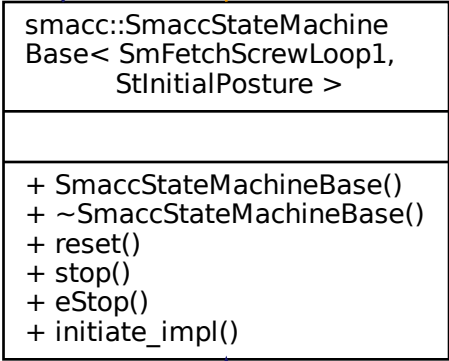 smacc::SmaccStateMachine
Base< SmFetchScrewLoop1,
StInitialPosture >
+ SmaccStateMachineBase()
+ ~SmaccStateMachineBase()
+ reset()
+ stop()
+ eStop()
+ initiate_impl()